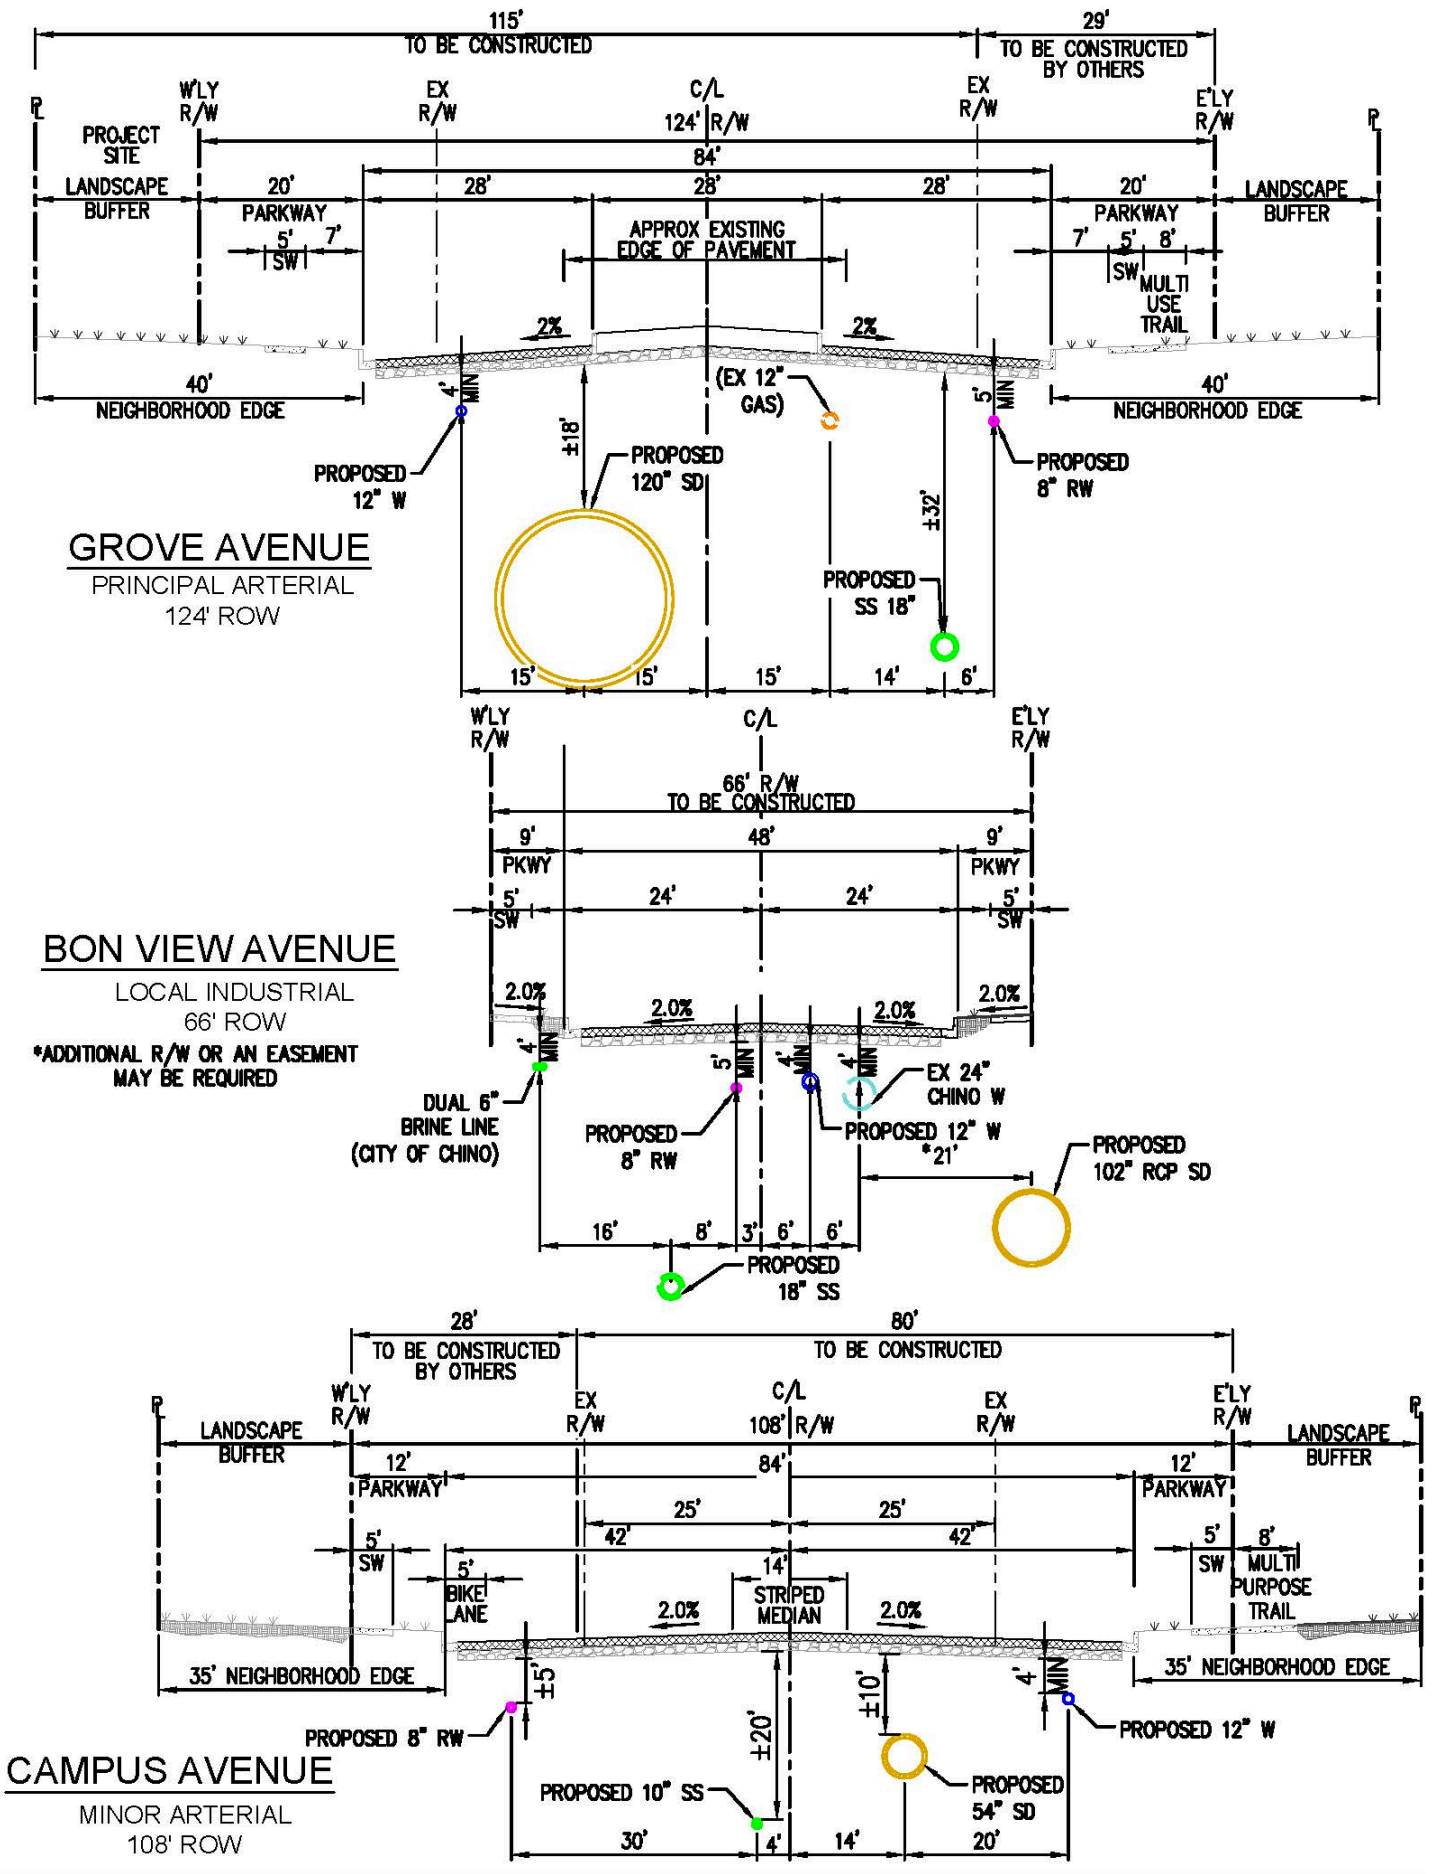 115'
TO BE CONSTRUCTED
29'
TO BE CONSTRUCTED
BY OTHERS
PL
W'LY
R/W
EX
R/W
C/L
EX
R/W
E'LY
R/W
PL
124' R/W
PROJECT
SITE
84'
LANDSCAPE
BUFFER
20'
PARKWAY
28'
28'
28'
20'
PARKWAY
LANDSCAPE
BUFFER
5'
SW
7'
APPROX EXISTING
EDGE OF PAVEMENT
7'
5'
SW
8'
MULTI
USE
TRAIL
2%
2%
40'
NEIGHBORHOOD EDGE
4'
MIN
(EX 12"
GAS)
5'
MIN
40'
NEIGHBORHOOD EDGE
±18'
PROPOSED
12" W
PROPOSED
120" SD
±32'
PROPOSED
8" RW
GROVE AVENUE
PRINCIPAL ARTERIAL
124' ROW
PROPOSED
SS 18"
15'
15'
15'
14'
6'
W'LY
R/W
C/L
E'LY
R/W
66' R/W
TO BE CONSTRUCTED
9'
PKWY
48'
9'
PKWY
5'
SW
24'
24'
5'
SW
BON VIEW AVENUE
LOCAL INDUSTRIAL
66' ROW
*ADDITIONAL R/W OR AN EASEMENT
MAY BE REQUIRED
2.0%
2.0%
2.0%
2.0%
4'
MIN
5'
MIN
4'
MIN
4'
MIN
DUAL 6"
BRINE LINE
(CITY OF CHINO)
PROPOSED
8" RW
EX 24"
CHINO W
PROPOSED 12" W
*21'
PROPOSED
102" RCP SD
16'
8'
3'
6'
6'
PROPOSED
18" SS
28'
TO BE CONSTRUCTED
BY OTHERS
80'
TO BE CONSTRUCTED
PL
W'LY
R/W
EX
R/W
C/L
EX
R/W
E'LY
R/W
PL
LANDSCAPE
BUFFER
108' R/W
LANDSCAPE
BUFFER
12'
PARKWAY
84'
12'
PARKWAY
25'
25'
5'
SW
42'
42'
5'
SW
8'
MULTI
PURPOSE
TRAIL
5'
BIKE
LANE
14'
STRIPED
MEDIAN
2.0%
2.0%
35' NEIGHBORHOOD EDGE
±5'
±20'
±10'
4'
MIN
35' NEIGHBORHOOD EDGE
PROPOSED 8" RW
PROPOSED 12" W
CAMPUS AVENUE
MINOR ARTERIAL
108' ROW
PROPOSED 10" SS
PROPOSED
54" SD
30'
4'
14'
20'